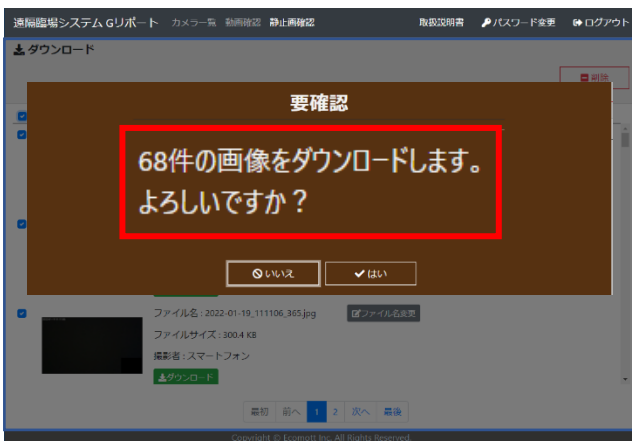 遠隔臨場システム Gリポート カメラ一覧 動画確認 静止画確認 取扱説明書 パスワード変更 ログアウト
ダウンロード
削除
要確認
68件の画像をダウンロードします。
よろしいですか？
いいえ はい
ファイル名 : 2022-01-19_111106_365.jpg ファイル名変更
ファイルサイズ : 300.4 KB
撮影者 : スマートフォン
ダウンロード
最初 前へ 1 2 次へ 最後
Copyright © Ecomott Inc. All Rights Reserved.